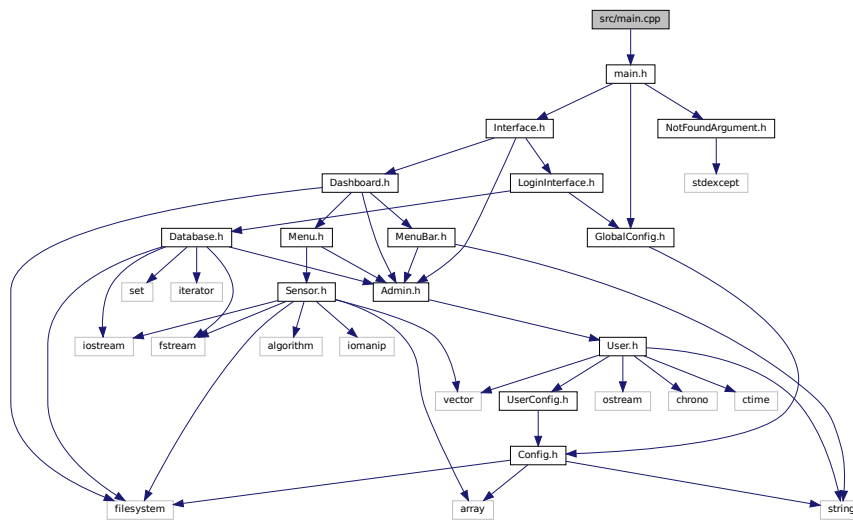 src/main.cpp
main.h
Interface.h
NotFoundArgument.h
Dashboard.h
LoginInterface.h
stdexcept
Database.h
Menu.h
MenuBar.h
GlobalConfig.h
set
iterator
Sensor.h
Admin.h
iostream
fstream
algorithm
iomanip
User.h
vector
UserConfig.h
ostream
chrono
ctime
Config.h
filesystem
array
string